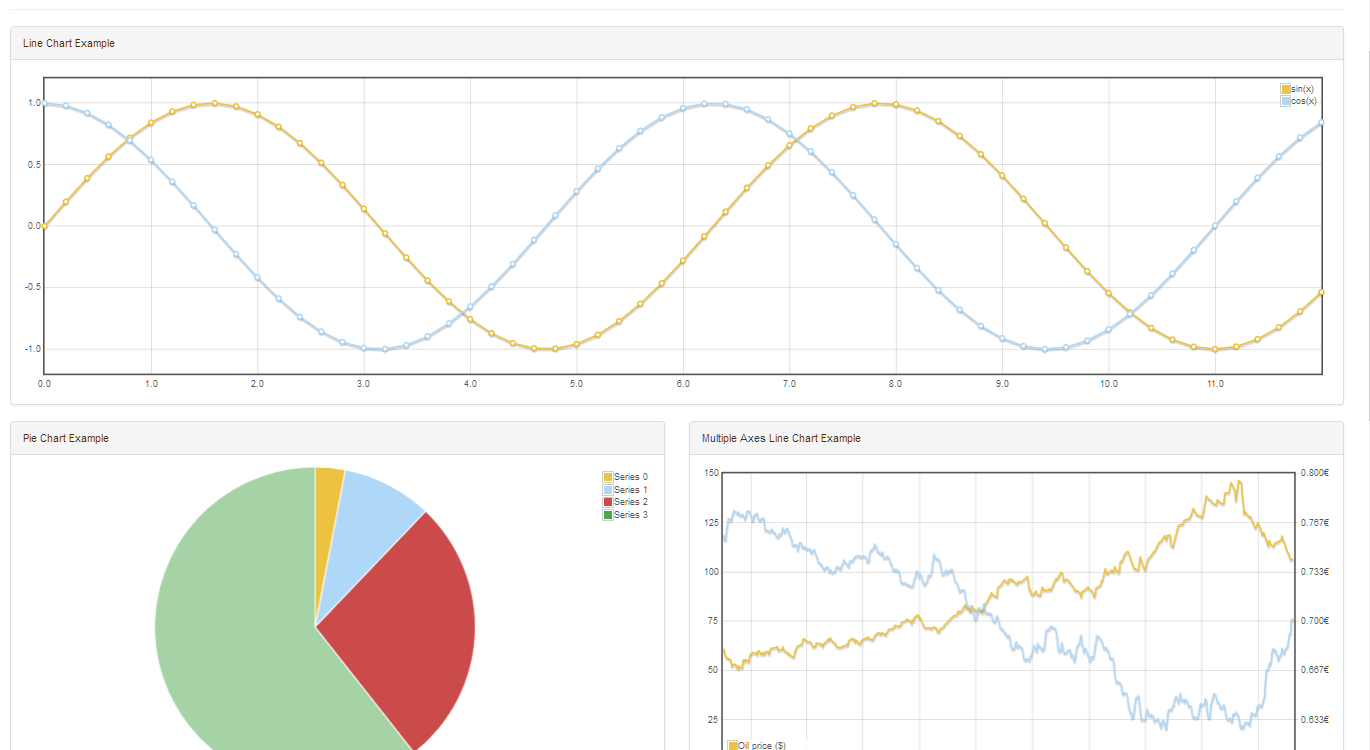 Line Chart Example
sin(x)
cos(x)
1.0
0.5
0.0
-0.5
-1.0
0.0 1.0 2.0 3.0 4.0 5.0 6.0 7.0 8.0 9.0 10.0 11.0
Pie Chart Example
Series 0
Series 1
Series 2
Series 3
Multiple Axes Line Chart Example
150 0.800€
125 0.767€
100 0.733€
75 0.700€
50 0.667€
25 0.633€
Oil price ($)